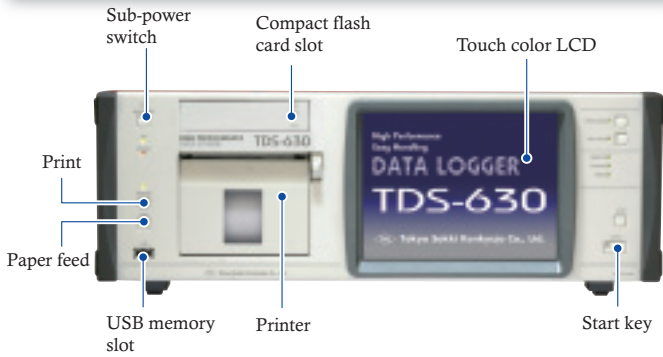 Sub-power
switch
Compact flash
card slot
Touch color LCD
TDS-630
High Performance
Easy Handling
DATA LOGGER
TDS-630
Tokyo Sokki Kenkyujo Co., Ltd.
Print
Paper feed
USB memory
slot
Printer
Start key